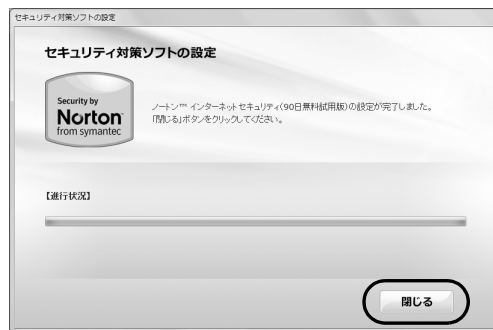 セキュリティ対策ソフトの設定
セキュリティ対策ソフトの設定
Security by
Norton
from symantec
ノートン™ インターネットセキュリティ(90日無料試用版)の設定が完了しました。
「閉じる」ボタンをクリックしてください。
【進行状況】
閉じる